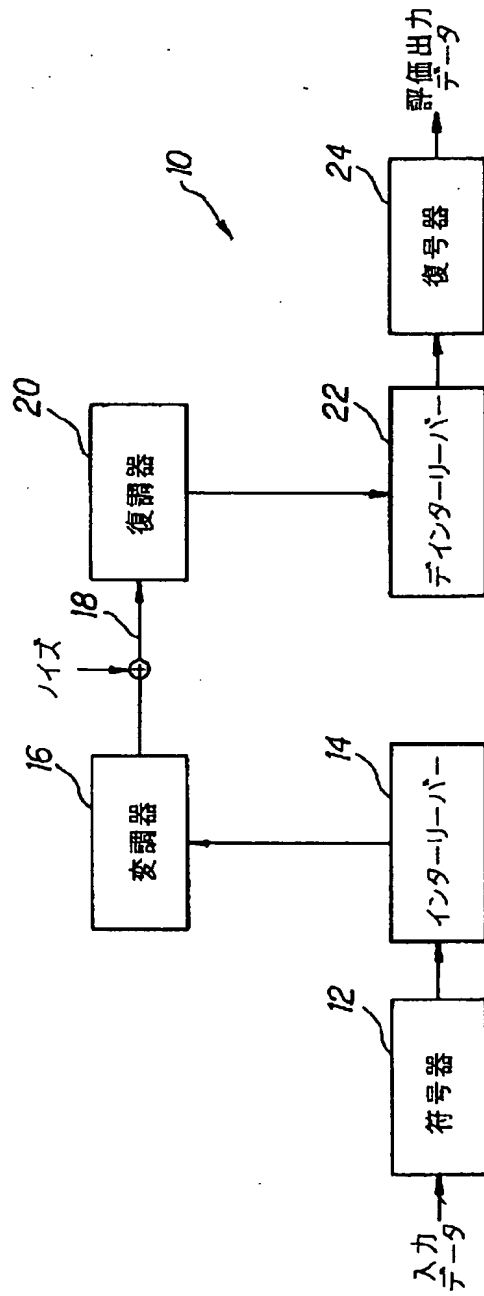 10
入力
データ
12
符号器
14
インターリーバー
16
変調器
ノイズ
18
20
復調器
22
デインターリーバー
24
復号器
評価出力
データ